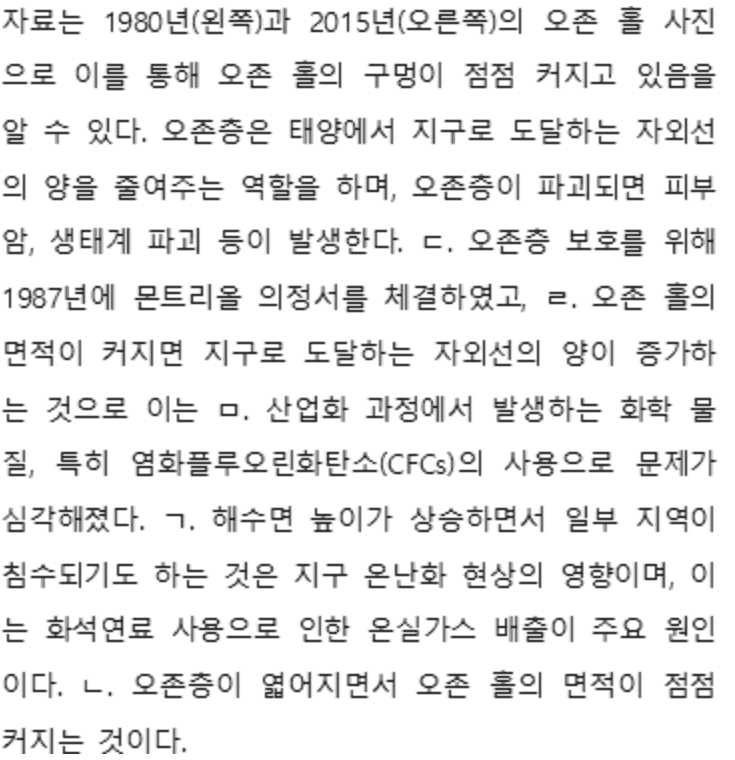 자료는 1980년(왼쪽)과 2015년(오른쪽)의 오존 홀 사진
으로 이를 통해 오존 홀의 구멍이 점점 커지고 있음을
알 수 있다. 오존층은 태양에서 지구로 도달하는 자외선
의 양을 줄여주는 역할을 하며, 오존층이 파괴되면 피부
암, 생태계 파괴 등이 발생한다. ㄷ. 오존층 보호를 위해
1987년에 몬트리올 의정서를 체결하였고, ㄹ. 오존 홀의
면적이 커지면 지구로 도달하는 자외선의 양이 증가하
는 것으로 이는 ㅁ. 산업화 과정에서 발생하는 화학 물
질, 특히 염화플루오린화탄소(CFCs)의 사용으로 문제가
심각해졌다. ㄱ. 해수면 높이가 상승하면서 일부 지역이
침수되기도 하는 것은 지구 온난화 현상의 영향이며, 이
는 화석연료 사용으로 인한 온실가스 배출이 주요 원인
이다. ㄴ. 오존층이 엷어지면서 오존 홀의 면적이 점점
커지는 것이다.